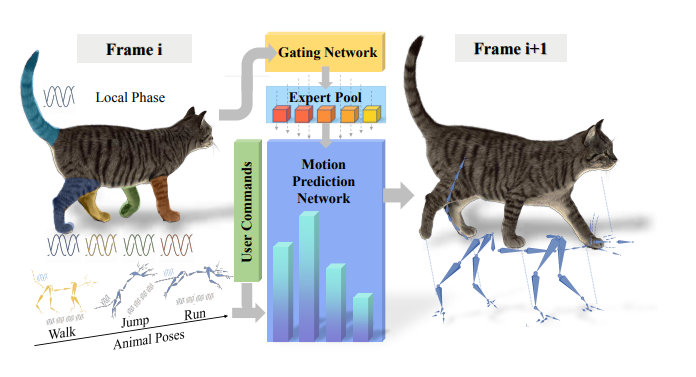 Frame i
Local Phase
Gating Network
Expert Pool
User Commands
Motion
Prediction
Network
Frame i+1
Walk
Jump
Run
Animal Poses